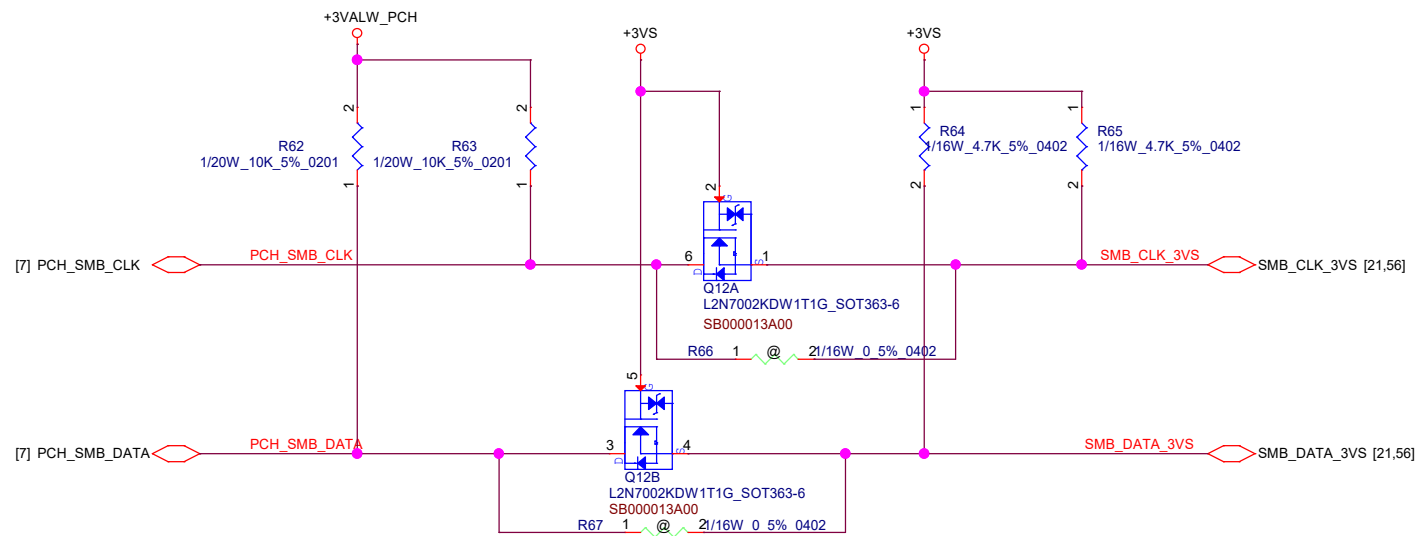 +3VALW_PCH
+3VS
+3VS
2
2
1
1
R62
1/20W_10K_5%_0201
R63
1/20W_10K_5%_0201
R64
1/16W_4.7K_5%_0402
R65
1/16W_4.7K_5%_0402
1
1
2
2
2
G
[7] PCH_SMB_CLK
PCH_SMB_CLK
6
D
S
1
SMB_CLK_3VS
SMB_CLK_3VS [21,56]
Q12A
L2N7002KDW1T1G_SOT363-6
SB000013A00
R66
1
@
2
1/16W_0_5%_0402
5
G
[7] PCH_SMB_DATA
PCH_SMB_DATA
3
D
S
4
SMB_DATA_3VS
SMB_DATA_3VS [21,56]
Q12B
L2N7002KDW1T1G_SOT363-6
SB000013A00
R67
1
@
2
1/16W_0_5%_0402